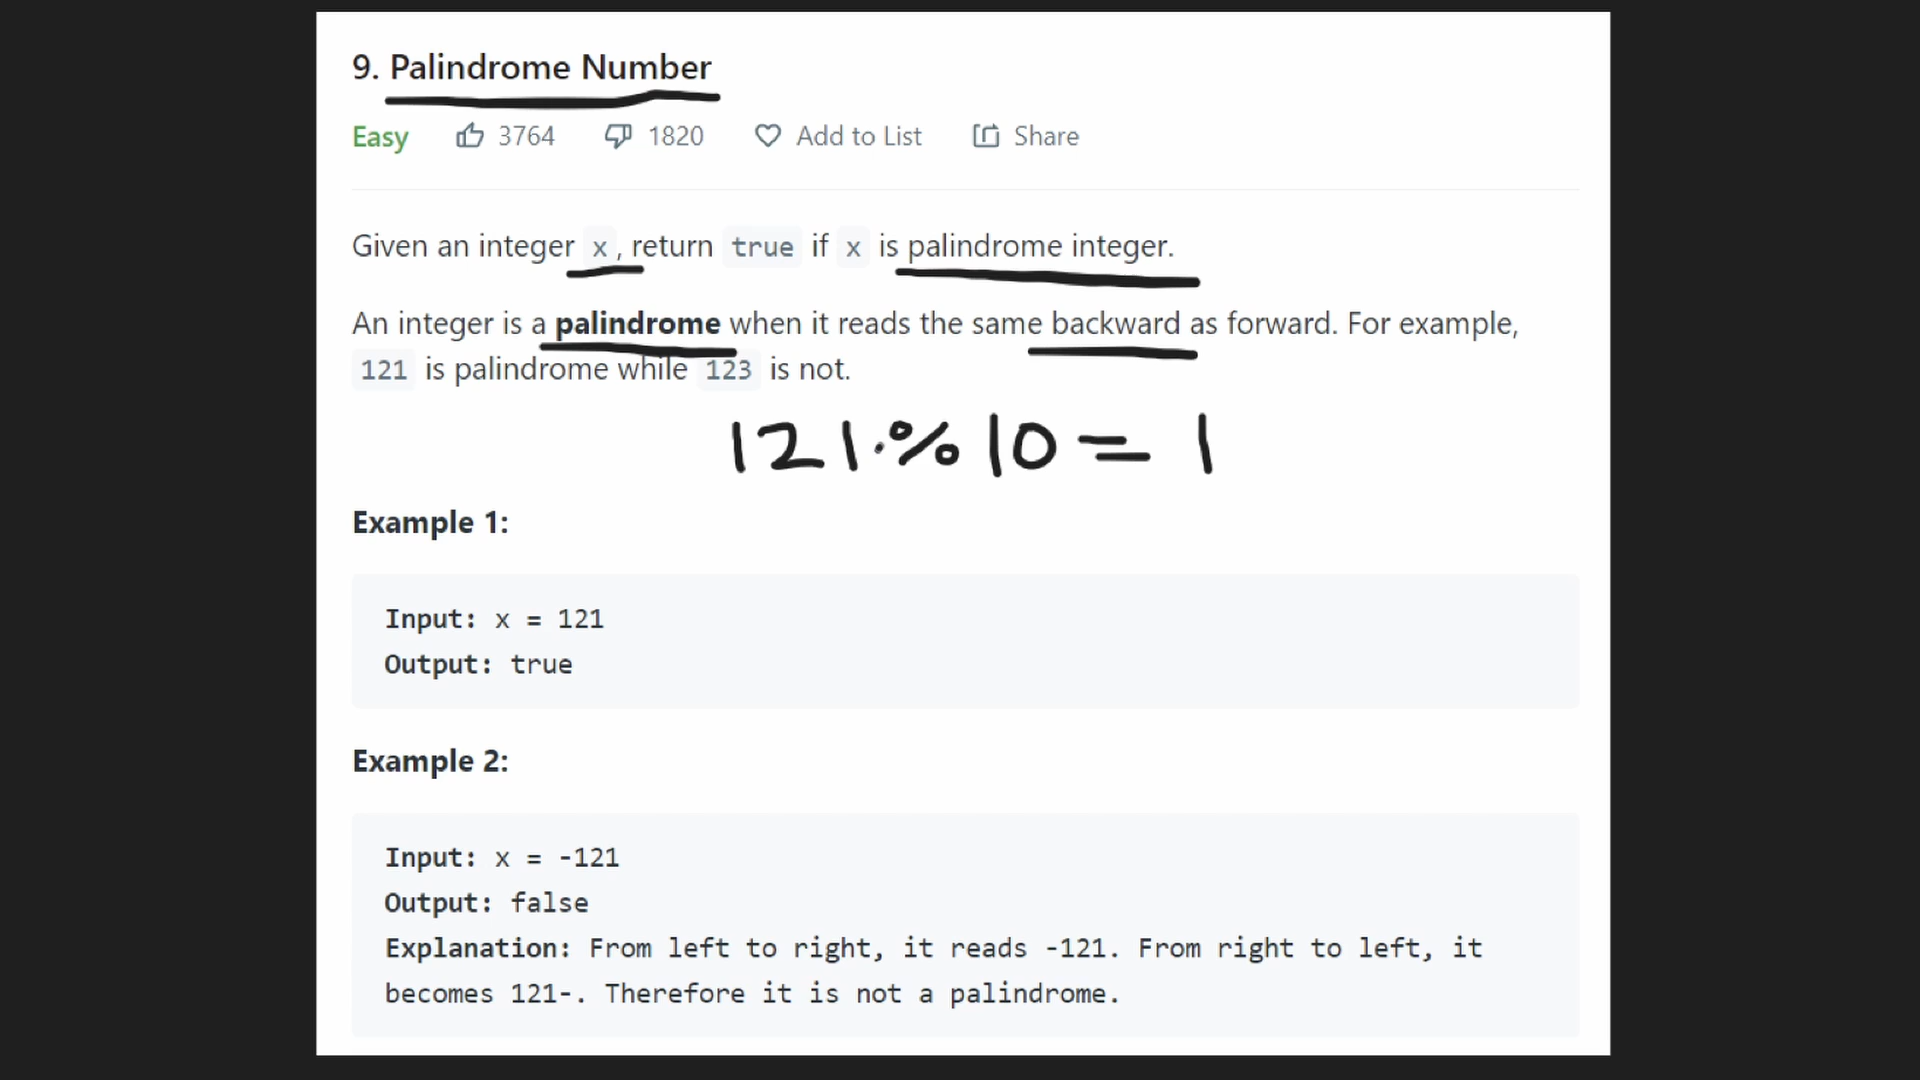 9. Palindrome Number
Easy 3764 1820 Add to List Share
Given an integer x, return true if x is palindrome integer.
An integer is a palindrome when it reads the same backward as forward. For example,
121 is palindrome while 123 is not.
121.% 10 = 1
Example 1:
Input: x = 121
Output: true
Example 2:
Input: x = -121
Output: false
Explanation: From left to right, it reads -121. From right to left, it
becomes 121-. Therefore it is not a palindrome.